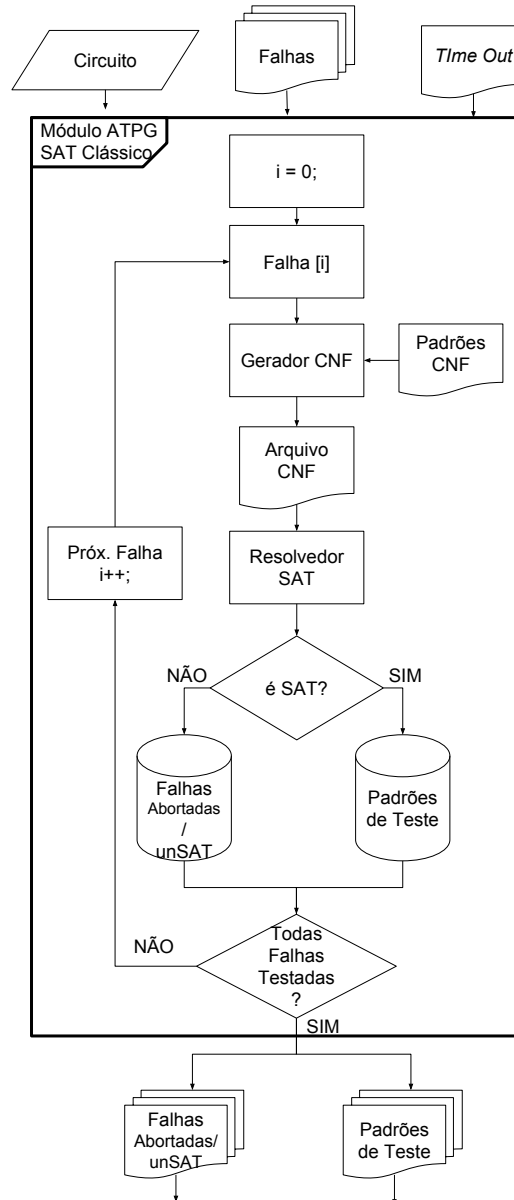 Circuito
Falhas
TIme Out
Módulo ATPG
SAT Clássico
i = 0;
Falha [i]
Gerador CNF
Padrões
CNF
Arquivo
CNF
Próx. Falha
i++;
Resolvedor
SAT
NÃO
é SAT?
SIM
Falhas
Abortadas
/
unSAT
Padrões
de Teste
NÃO
Todas
Falhas
Testadas
?
SIM
Falhas
Abortadas/
unSAT
Padrões
de Teste